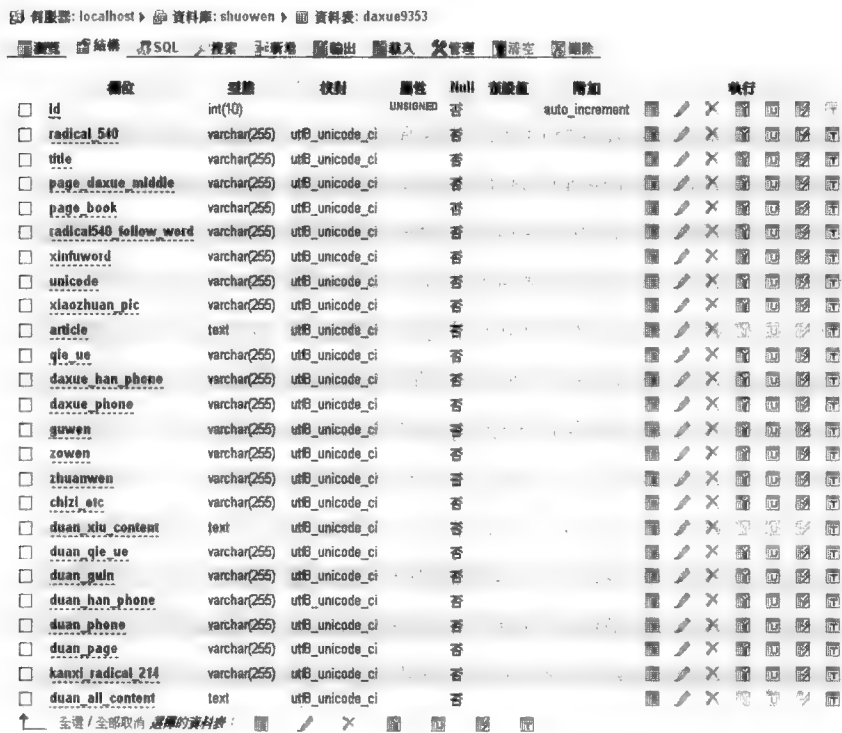 伺服器: localhost 資料庫: shuowen 資料表: daxue9353
瀏覽 結構 SQL 搜索 新增 輸出 載入 管理 清空 刪除
欄位 型態 校對 屬性 Null 預設值 附加 執行
id int(10) UNSIGNED 否 auto_increment
radical_540 varchar(255) utf8_unicode_ci 否
title varchar(255) utf8_unicode_ci 否
page_daxue_middle varchar(255) utf8_unicode_ci 否
page_book varchar(255) utf8_unicode_ci 否
radical540_follow_word varchar(255) utf8_unicode_ci 否
xinfuword varchar(255) utf8_unicode_ci 否
unicode varchar(255) utf8_unicode_ci 否
xiaozhuan_pic varchar(255) utf8_unicode_ci 否
article text utf8_unicode_ci 否
qie_ue varchar(255) utf8_unicode_ci 否
daxue_han_phone varchar(255) utf8_unicode_ci 否
daxue_phone varchar(255) utf8_unicode_ci 否
guwen varchar(255) utf8_unicode_ci 否
zowen varchar(255) utf8_unicode_ci 否
zhuanwen varchar(255) utf8_unicode_ci 否
chizi_etc varchar(255) utf8_unicode_ci 否
duan_xiu_content text utf8_unicode_ci 否
duan_qie_ue varchar(255) utf8_unicode_ci 否
duan_guin varchar(255) utf8_unicode_ci 否
duan_han_phone varchar(255) utf8_unicode_ci 否
duan_phone varchar(255) utf8_unicode_ci 否
duan_page varchar(255) utf8_unicode_ci 否
kanxi_radical_214 varchar(255) utf8_unicode_ci 否
duan_all_content text utf8_unicode_ci 否
全選 / 全部取消 選擇的資料表: